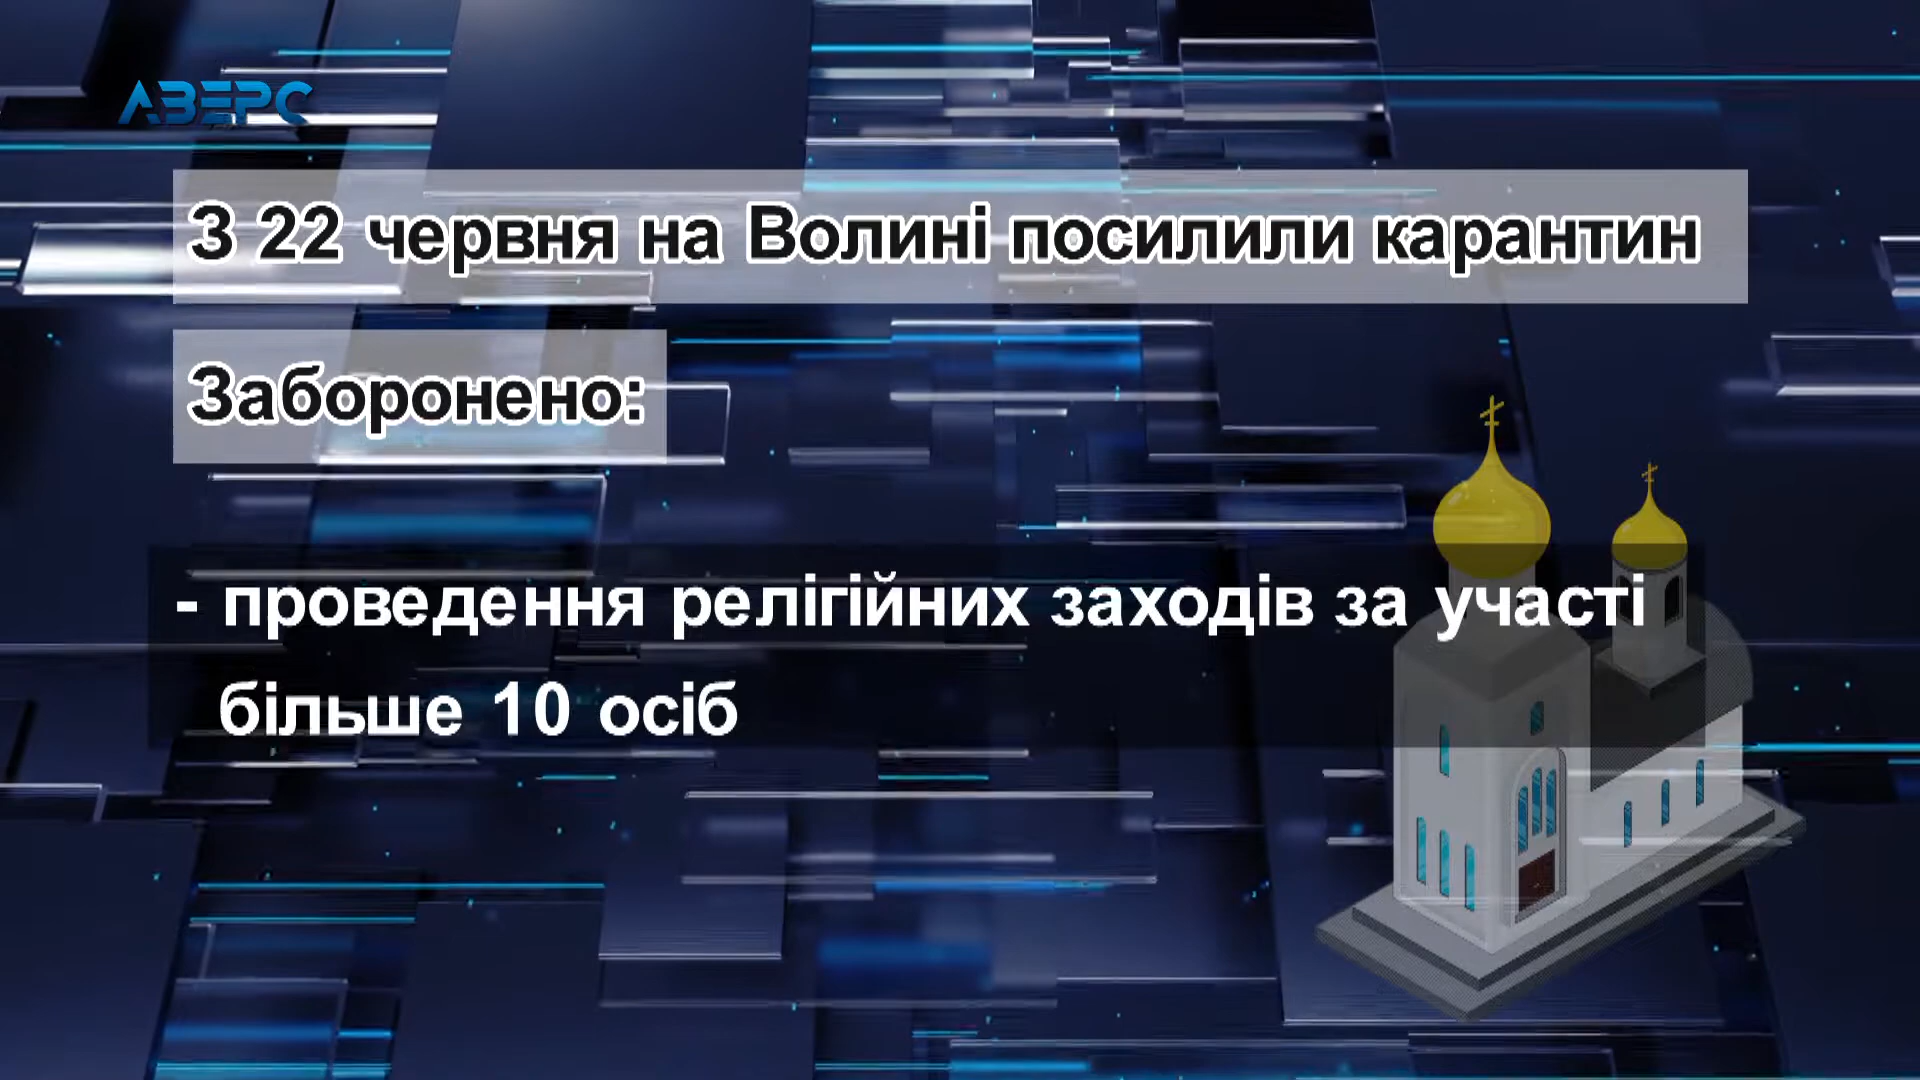 АВЕРС
З 22 червня на Волині посилили карантин
Заборонено:
- проведення релігійних заходів за участі
більше 10 осіб